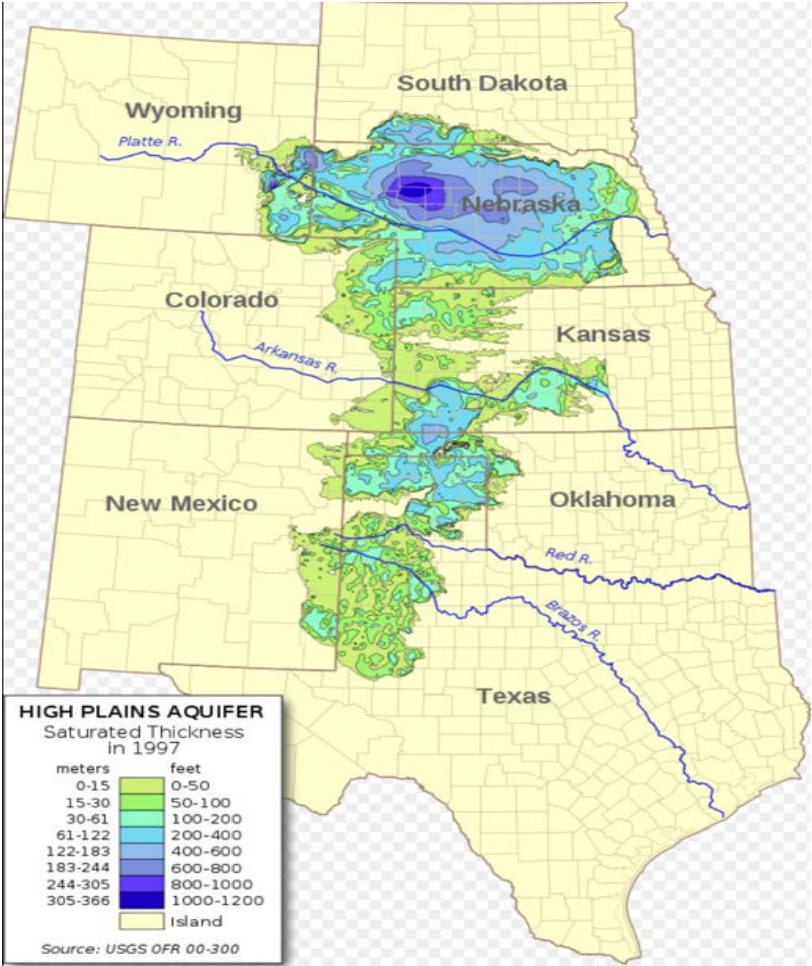 South Dakota
Wyoming
Platte R.
Nebraska
Colorado
Kansas
Arkansas R.
New Mexico
Oklahoma
Red R.
Brazos R.
Texas
HIGH PLAINS AQUIFER
Saturated Thickness
in 1997
meters feet
0-15 0-50
15-30 50-100
30-61 100-200
61-122 200-400
122-183 400-600
183-244 600-800
244-305 800-1000
305-366 1000-1200
Island
Source: USGS OFR 00-300